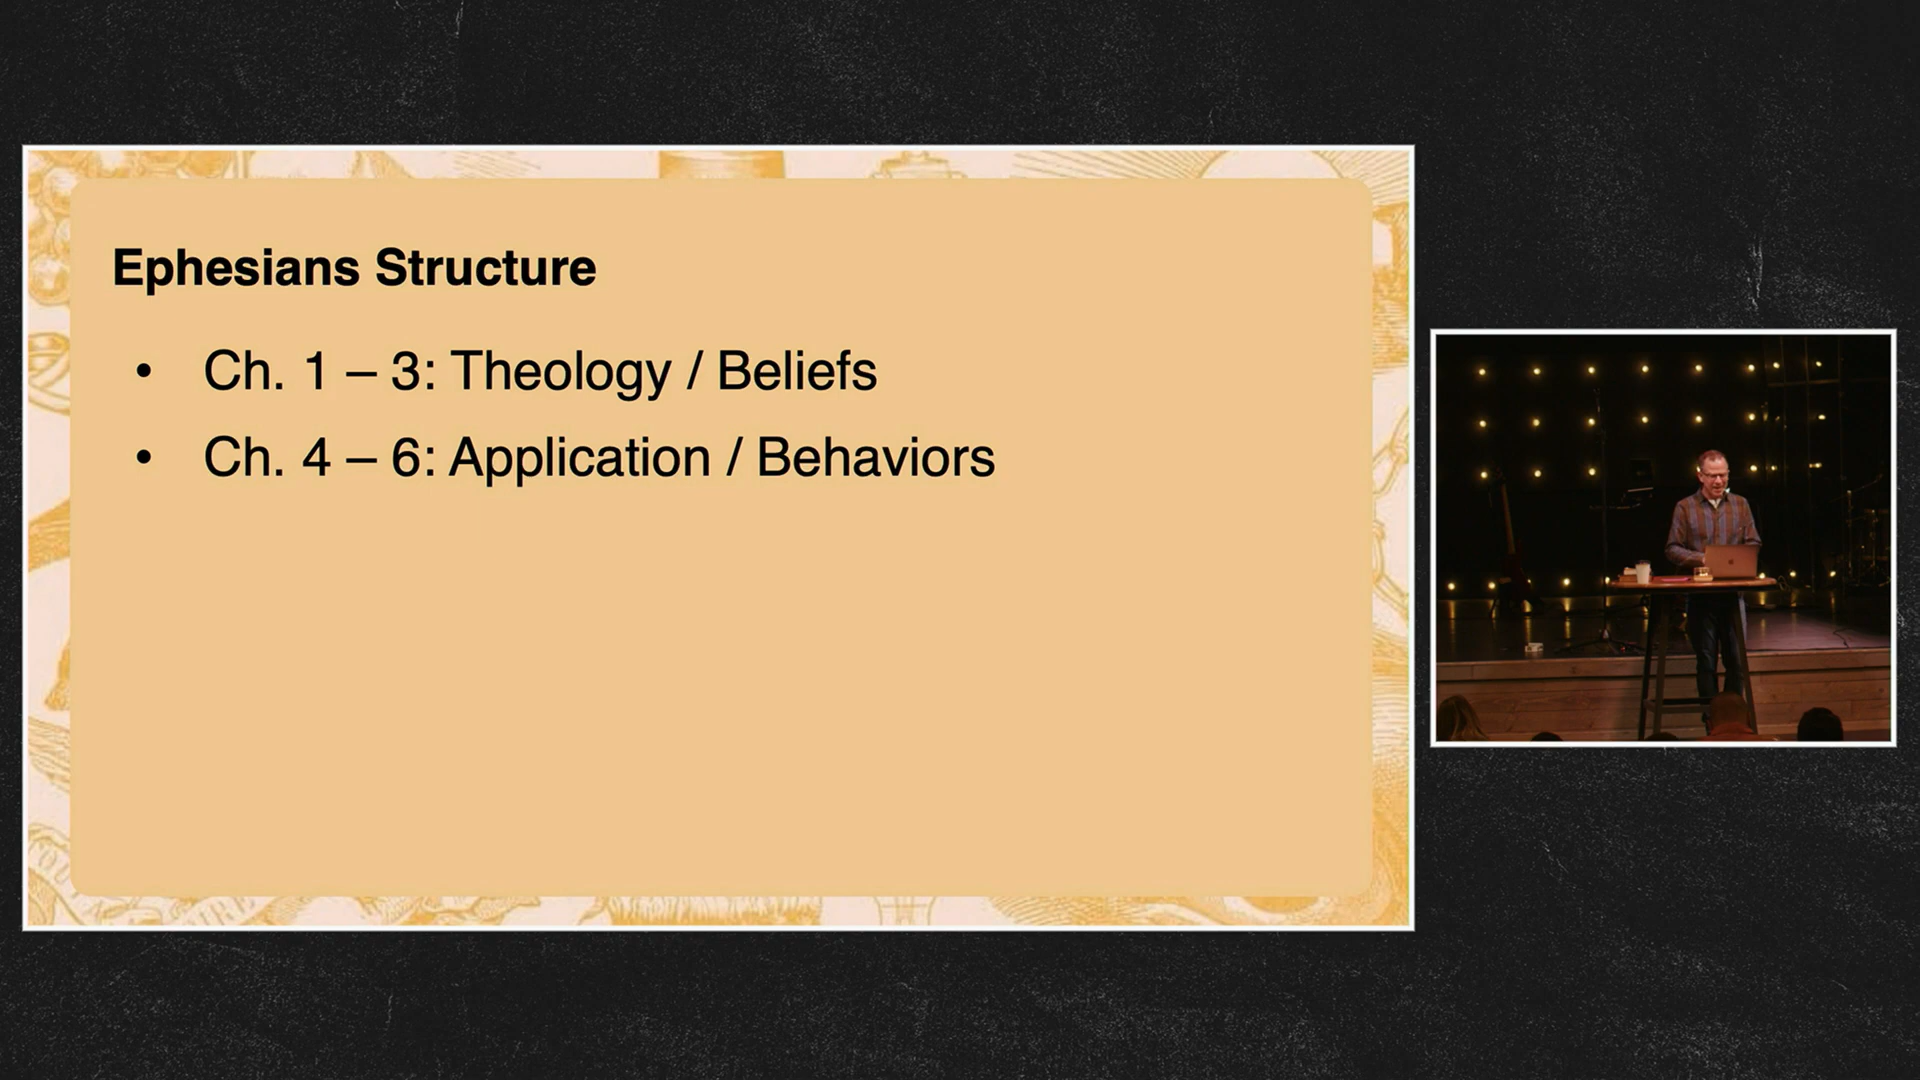 Ephesians Structure
• Ch. 1 – 3: Theology / Beliefs
• Ch. 4 – 6: Application / Behaviors